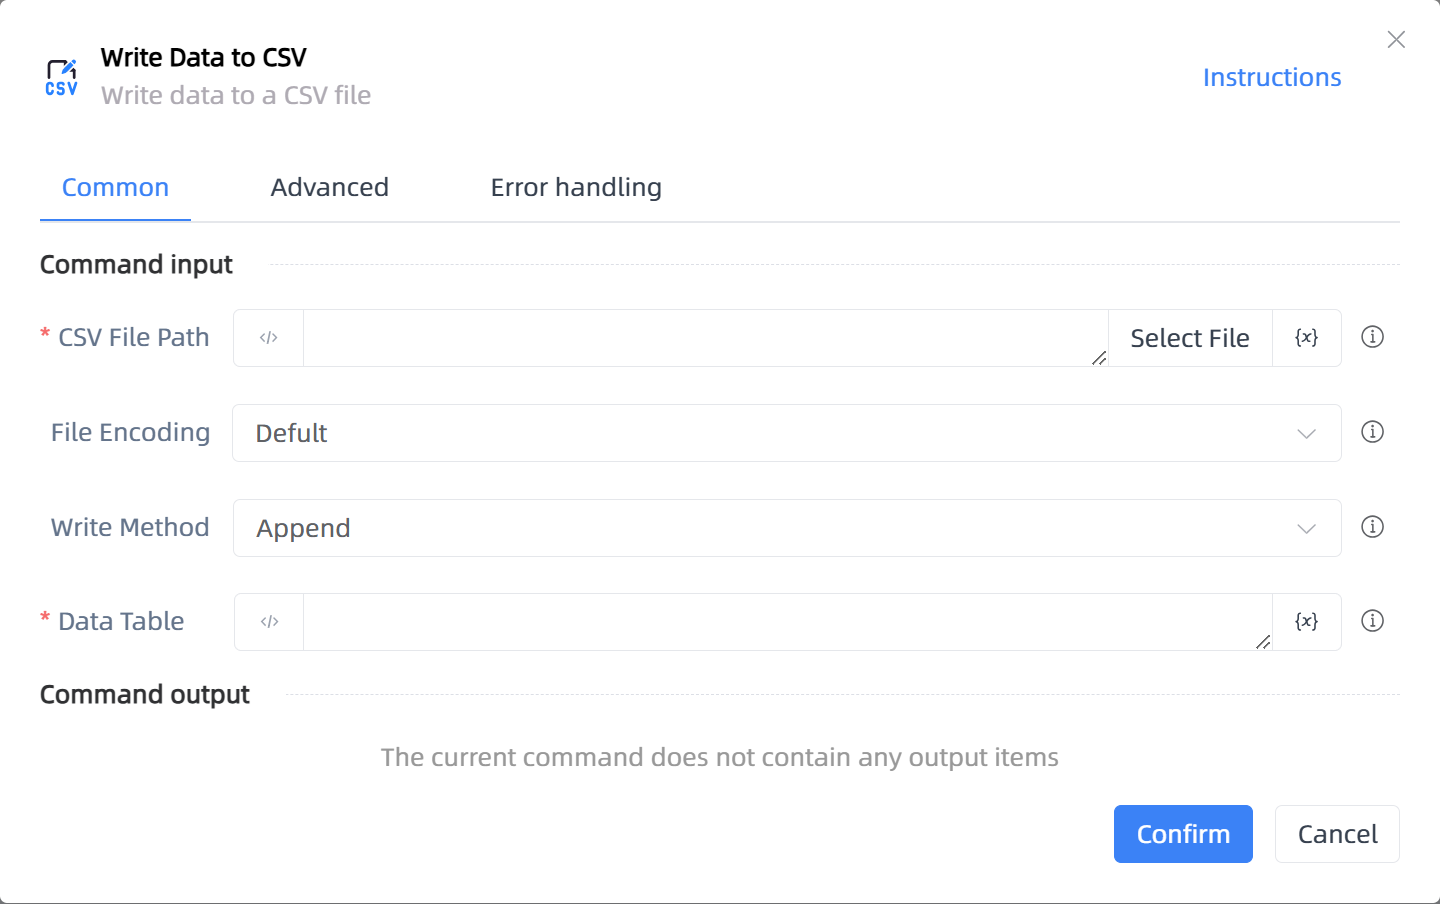 Write Data to CSV
CSV
Write data to a CSV file
Instructions
Common Advanced Error handling
Command input
* CSV File Path </> Select File {x}
File Encoding Defult
Write Method Append
* Data Table </> {x}
Command output
The current command does not contain any output items
Confirm Cancel